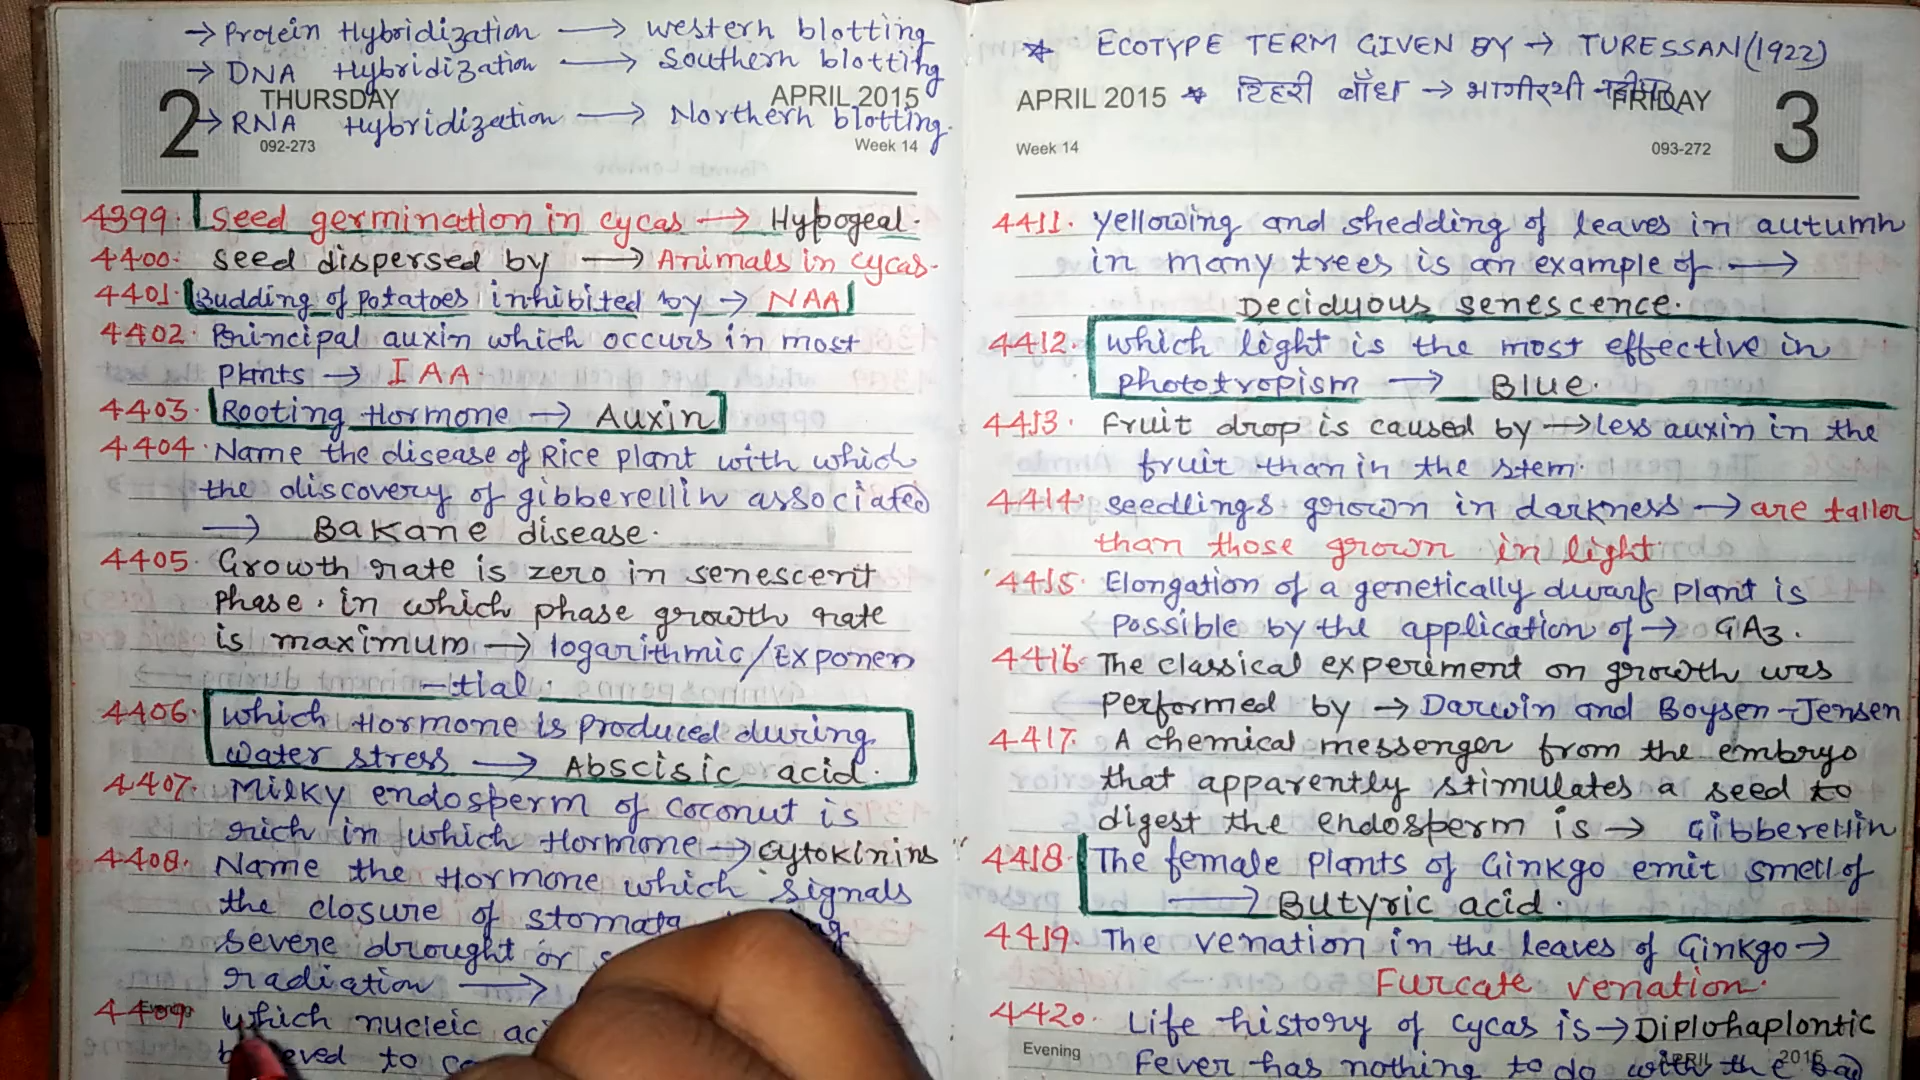 → Protein Hybridization → western blotting
→ DNA Hybridization → Southern blotting
2 THURSDAY APRIL 2015
→ RNA Hybridization → Northern blotting.
092-273 Week 14
4399. Seed germination in cycas → Hypogeal.
4400. Seed dispersed by → Animals in cycas.
4401. Budding of potatoes inhibited by → NAA
4402. Principal auxin which occurs in most
plants → IAA.
4403. Rooting Hormone → Auxin
4404. Name the disease of Rice plant with which
the discovery of gibberellin associated
→ Bakane disease.
4405. Growth rate is zero in senescent
Phase, in which phase growth rate
is maximum → logarithmic/Exponen
-tial.
4406. which Hormone is produced during
water stress → Abscisic acid.
4407. Milky endosperm of coconut is
rich in which Hormone → cytokinins
4408. Name the Hormone which signals
the closure of stomata
severe drought or
radiation →
4409. which nucleic
to
★ ECOTYPE TERM GIVEN BY → TURESSAN (1922)
APRIL 2015 ★ टिहरी बाँध → भागीरथी FRIDAY 3
Week 14 093-272
4411. yellowing and shedding of leaves in autumn
in many trees is an example of →
Deciduous senescence.
4412. which light is the most effective in
phototropism → Blue.
4413. Fruit drop is caused by → less auxin in the
fruit than in the stem.
4414. seedlings grown in darkness → are taller
than those grown in light
4415. Elongation of a genetically dwarf plant is
Possible by the application of → GA3.
4416. The classical experiment on growth was
Performed by → Darwin and Boysen-Jensen
4417. A chemical messenger from the embryo
that apparently stimulates a seed to
digest the endosperm is → Gibberellin
4418. The female plants of Ginkgo emit smell of
→ Butyric acid.
4419. The venation in the leaves of Ginkgo →
Furcate venation.
4420. Life history of cycas is → Diplohaplontic
Evening
Fever has nothing to do with the
APRIL 2015